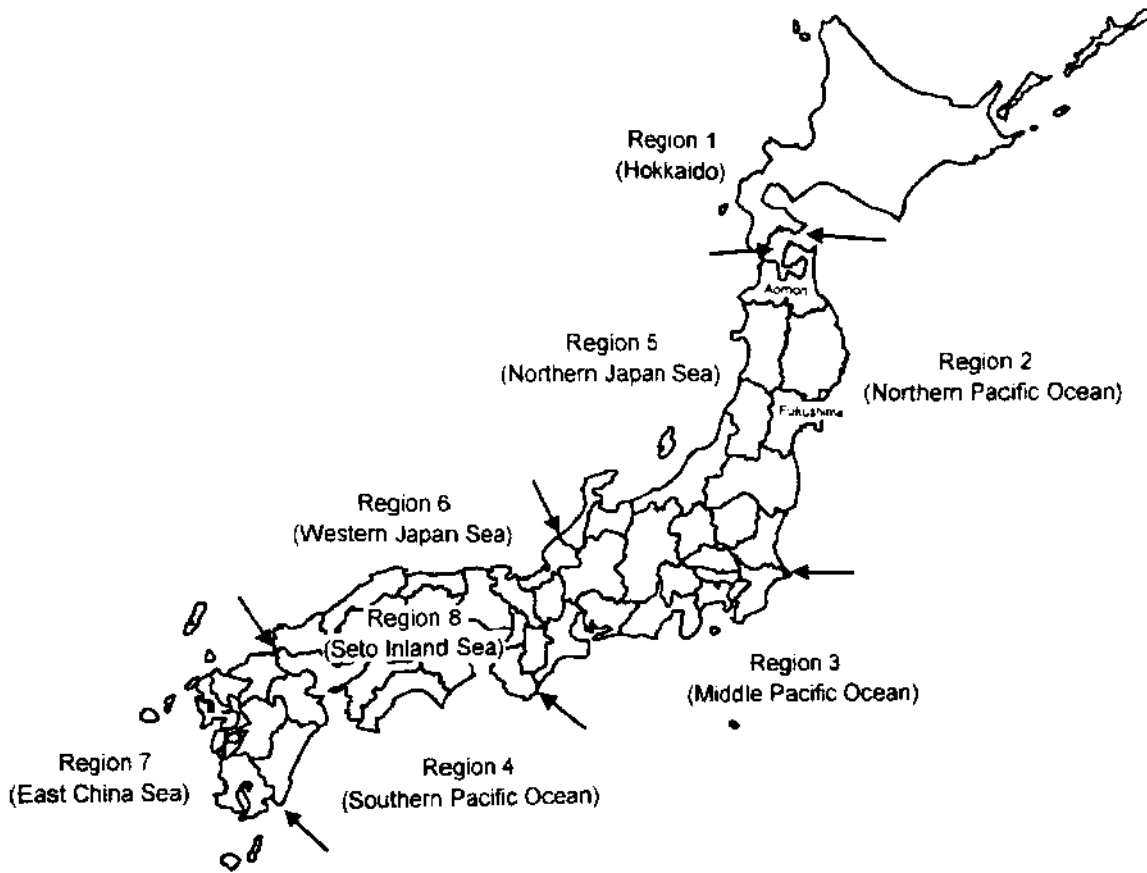 Region 1
(Hokkaido)
Aomori
Region 5
(Northern Japan Sea)
Region 2
(Northern Pacific Ocean)
Fukushima
Region 6
(Western Japan Sea)
Region 8
(Seto Inland Sea)
Region 3
(Middle Pacific Ocean)
Region 7
(East China Sea)
Region 4
(Southern Pacific Ocean)